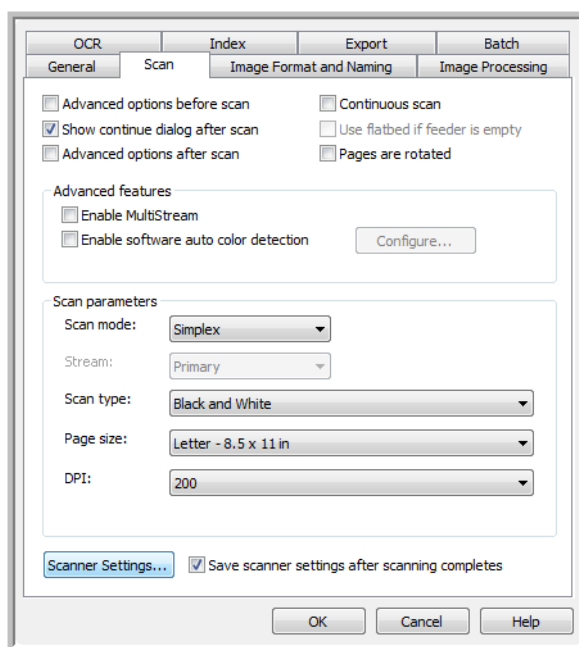 OCR Index Export Batch
General Scan Image Format and Naming Image Processing
Advanced options before scan Continuous scan
Show continue dialog after scan Use flatbed if feeder is empty
Advanced options after scan Pages are rotated
Advanced features
Enable MultiStream
Enable software auto color detection Configure...
Scan parameters
Scan mode: Simplex
Stream: Primary
Scan type: Black and White
Page size: Letter - 8.5 x 11 in
DPI: 200
Scanner Settings... Save scanner settings after scanning completes
OK Cancel Help